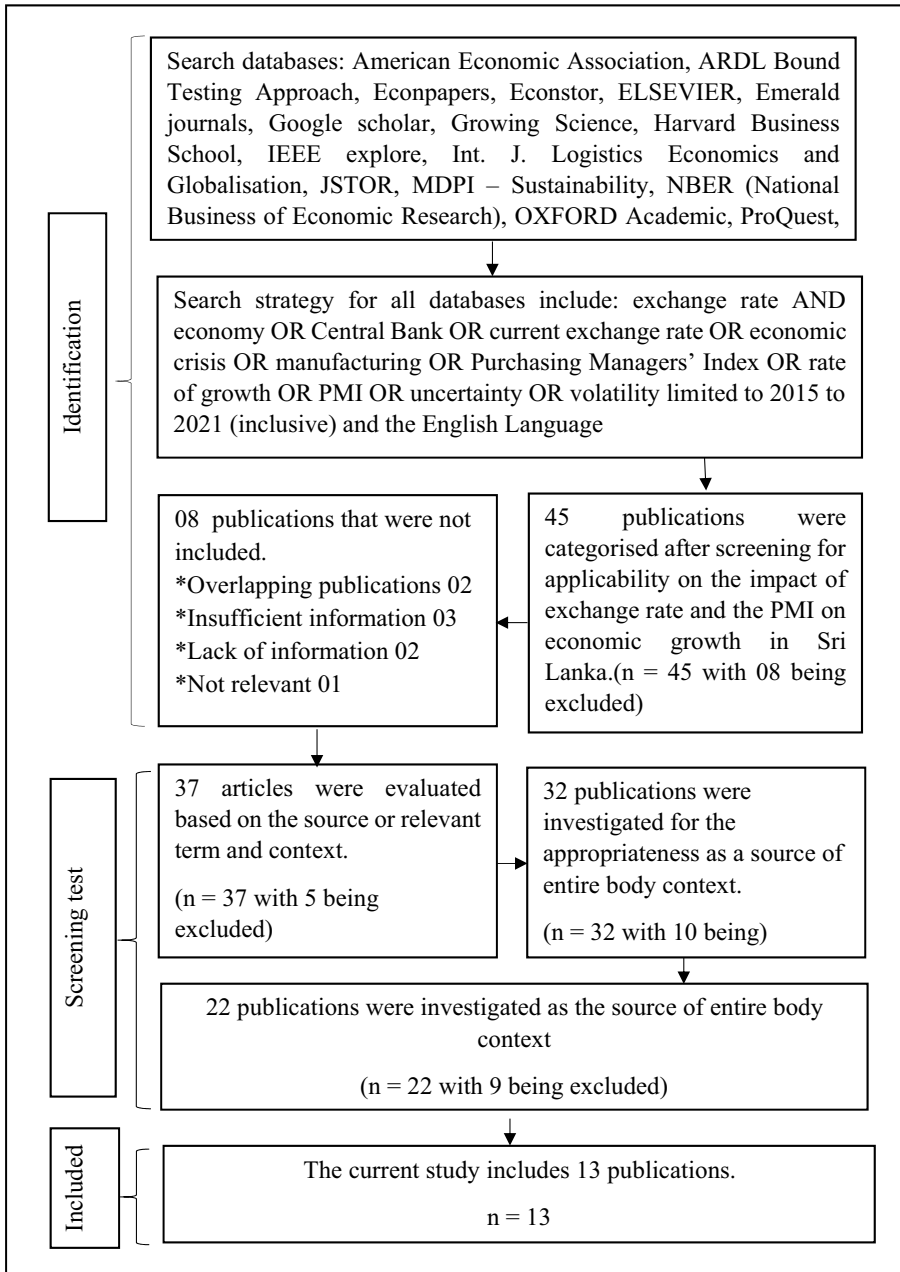 Search databases: American Economic Association, ARDL Bound
Testing Approach, Econpapers, Econstor, ELSEVIER, Emerald
journals, Google scholar, Growing Science, Harvard Business
School, IEEE explore, Int. J. Logistics Economics and
Globalisation, JSTOR, MDPI – Sustainability, NBER (National
Business of Economic Research), OXFORD Academic, ProQuest,
Identification
Search strategy for all databases include: exchange rate AND
economy OR Central Bank OR current exchange rate OR economic
crisis OR manufacturing OR Purchasing Managers' Index OR rate
of growth OR PMI OR uncertainty OR volatility limited to 2015 to
2021 (inclusive) and the English Language
08 publications that were not
included.
*Overlapping publications 02
*Insufficient information 03
*Lack of information 02
*Not relevant 01
45 publications were
categorised after screening for
applicability on the impact of
exchange rate and the PMI on
economic growth in Sri
Lanka.(n = 45 with 08 being
excluded)
Screening test
37 articles were evaluated
based on the source or relevant
term and context.
(n = 37 with 5 being
excluded)
32 publications were
investigated for the
appropriateness as a source of
entire body context.
(n = 32 with 10 being)
22 publications were investigated as the source of entire body
context
(n = 22 with 9 being excluded)
Included
The current study includes 13 publications.
n = 13